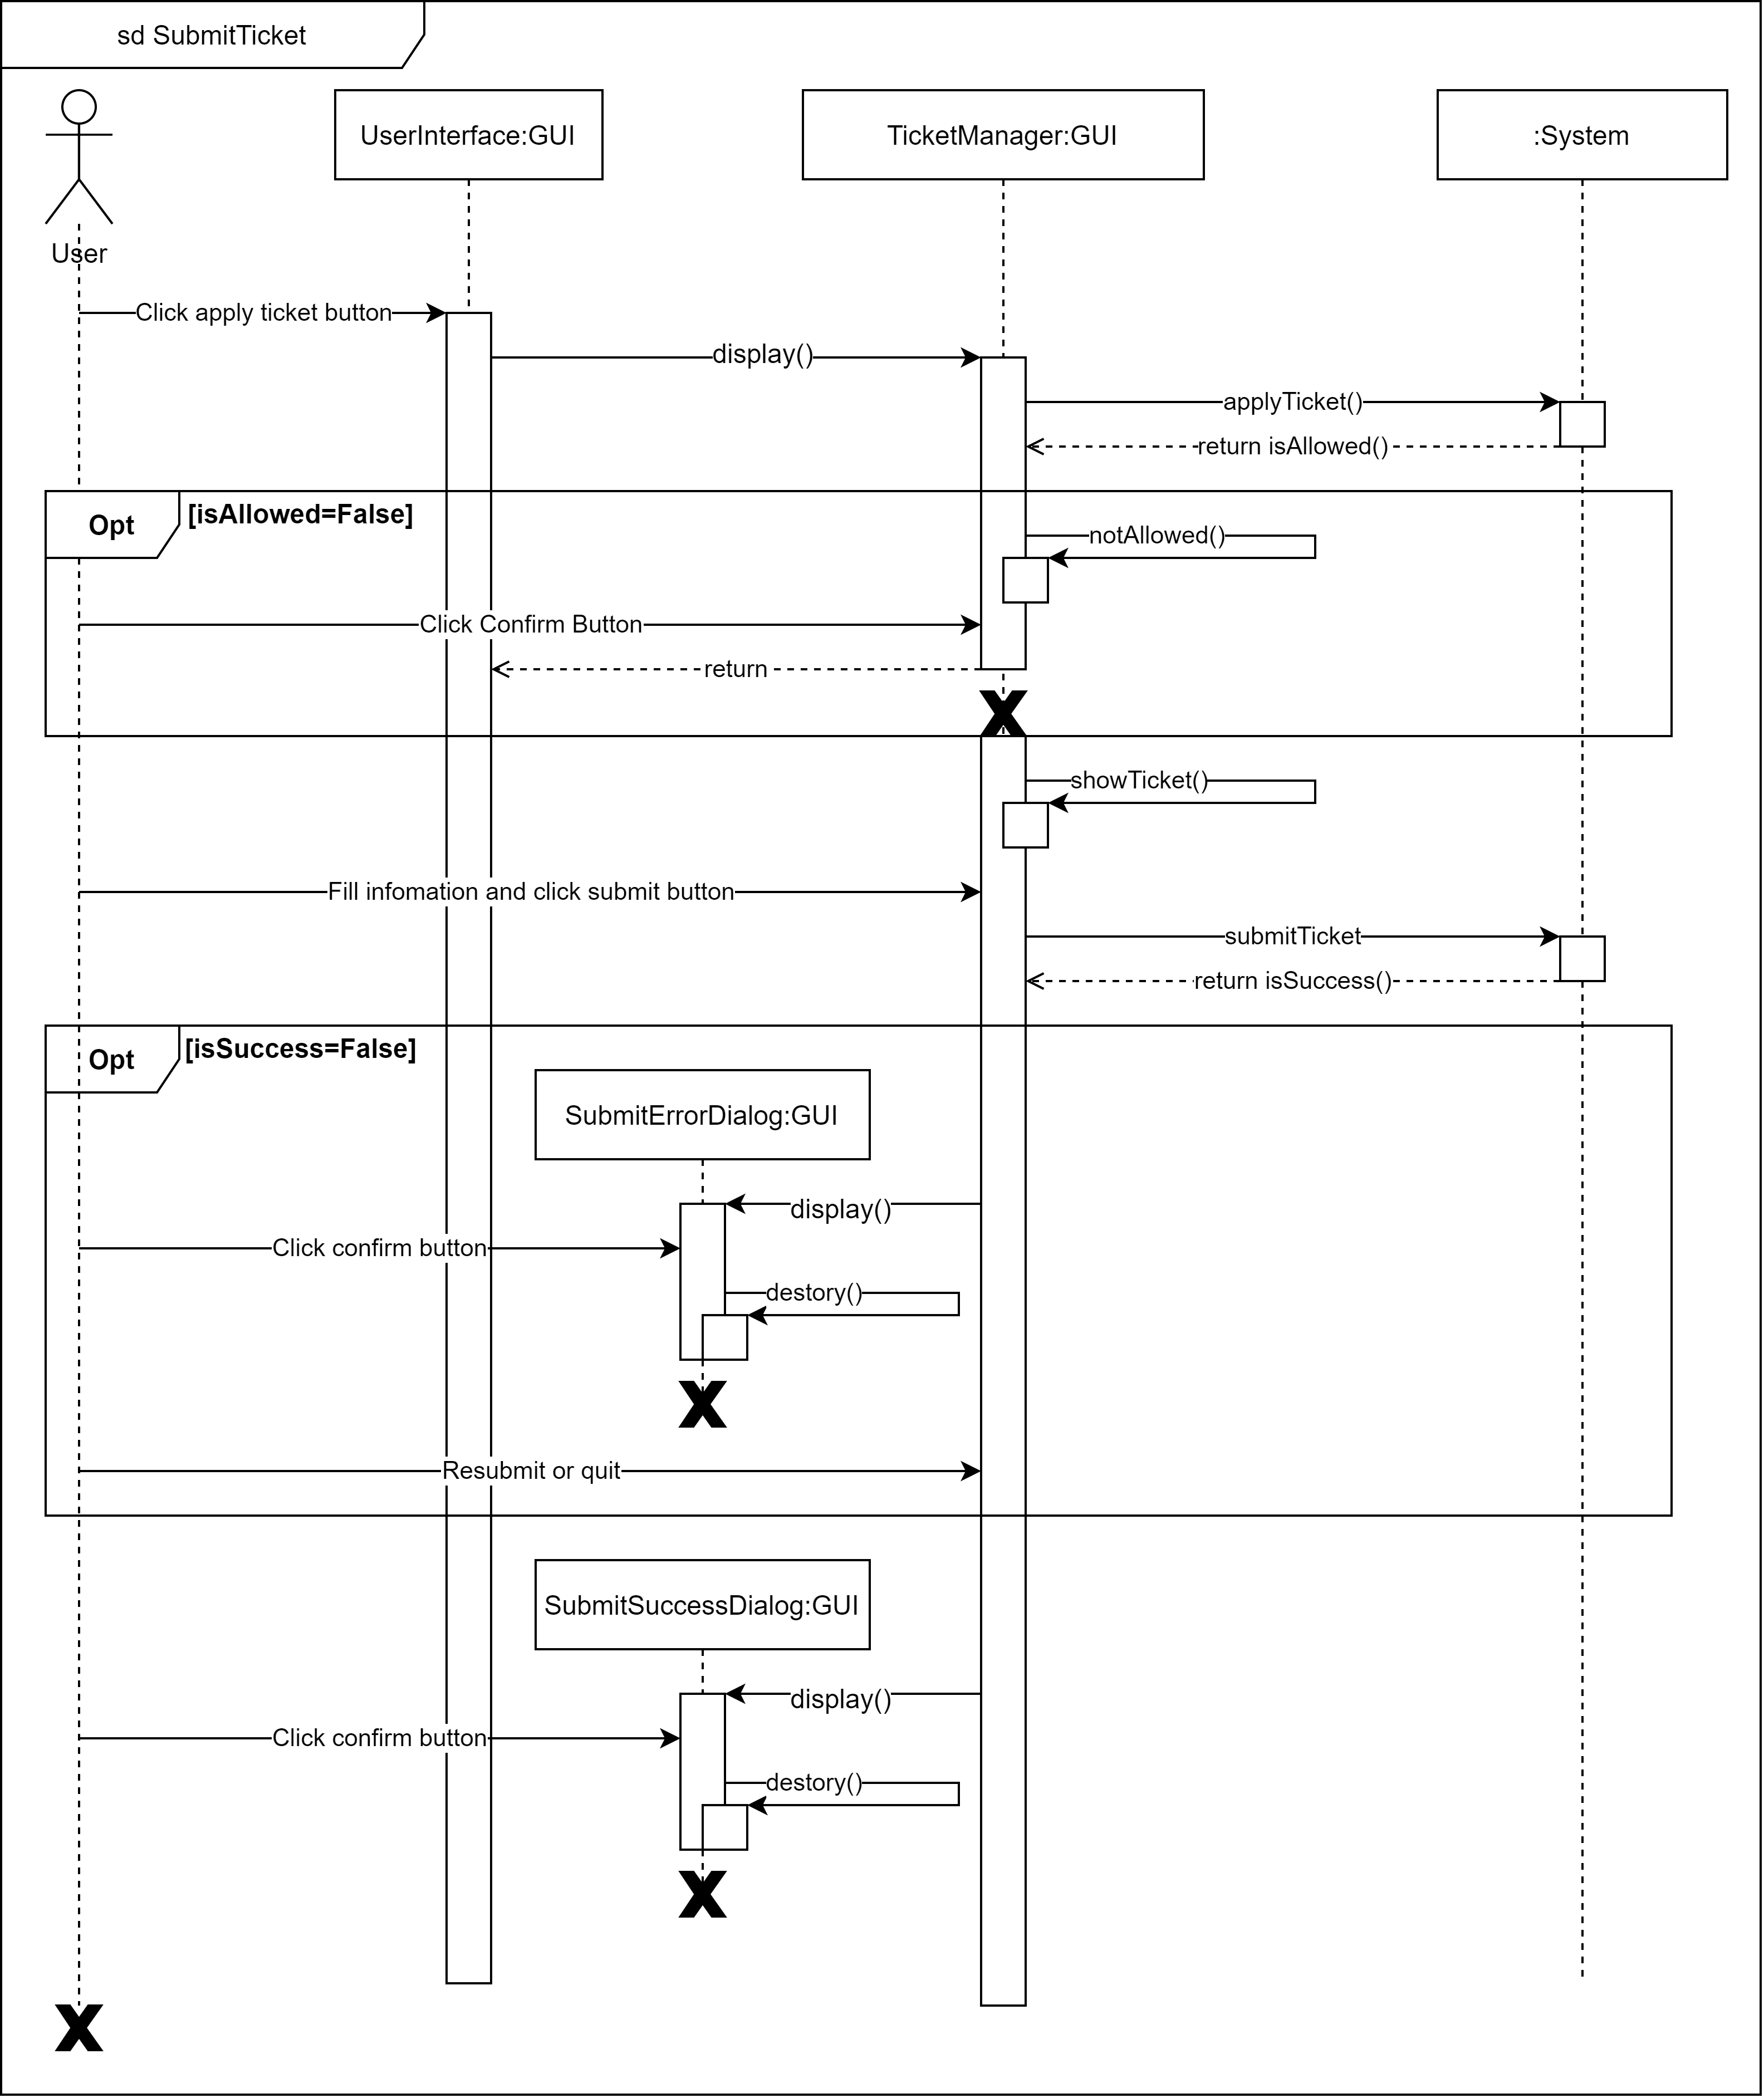 sd SubmitTicket
UserInterface:GUI
TicketManager:GUI
:System
User
Click apply ticket button
display()
applyTicket()
return isAllowed()
Opt
[isAllowed=False]
notAllowed()
Click Confirm Button
return
X
showTicket()
Fill infomation and click submit button
submitTicket
return isSuccess()
Opt
[isSuccess=False]
SubmitErrorDialog:GUI
display()
Click confirm button
destory()
X
Resubmit or quit
SubmitSuccessDialog:GUI
display()
Click confirm button
destory()
X
X